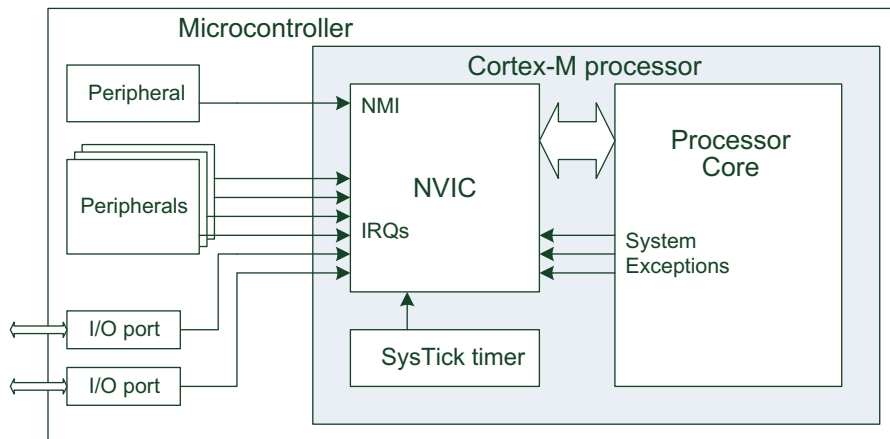 Microcontroller
Cortex-M processor
Peripheral
NMI
Processor
Core
NVIC
Peripherals
IRQs
System
Exceptions
I/O port
SysTick timer
I/O port